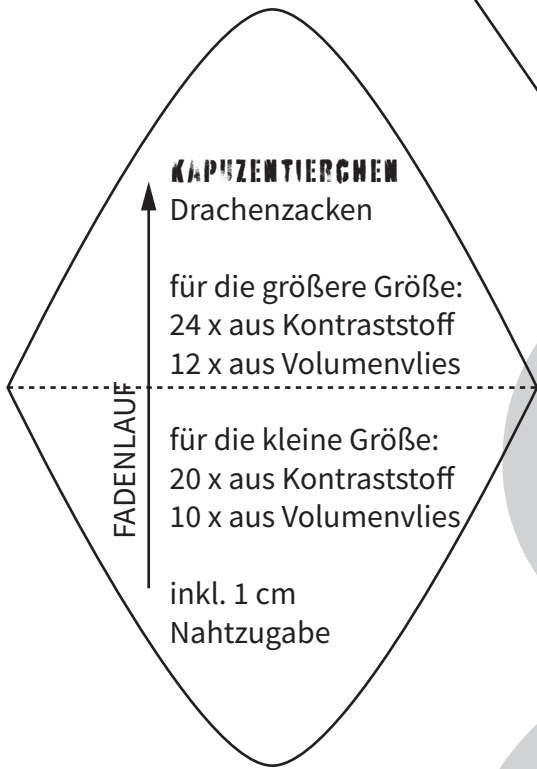 KAPUZENTIERCHEN
Drachenzacken
für die größere Größe:
24 x aus Kontraststoff
12 x aus Volumenvlies
FADENLAUF
für die kleine Größe:
20 x aus Kontraststoff
10 x aus Volumenvlies
inkl. 1 cm
Nahtzugabe